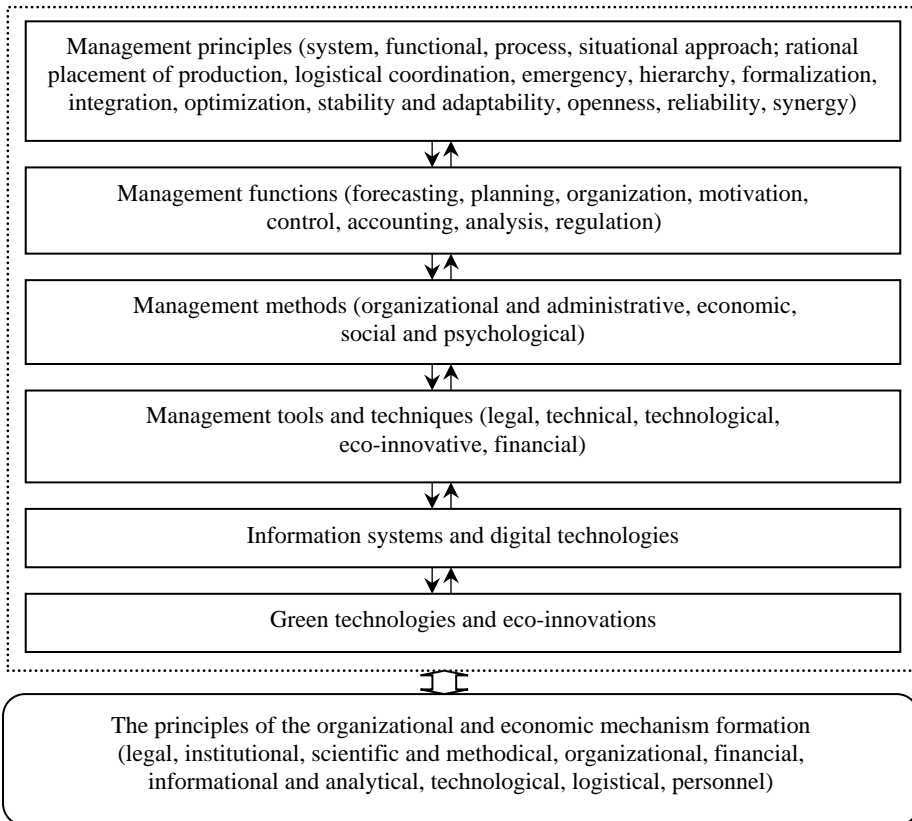 Management principles (system, functional, process, situational approach; rational
placement of production, logistical coordination, emergency, hierarchy, formalization,
integration, optimization, stability and adaptability, openness, reliability, synergy)
Management functions (forecasting, planning, organization, motivation,
control, accounting, analysis, regulation)
Management methods (organizational and administrative, economic,
social and psychological)
Management tools and techniques (legal, technical, technological,
eco-innovative, financial)
Information systems and digital technologies
Green technologies and eco-innovations
The principles of the organizational and economic mechanism formation
(legal, institutional, scientific and methodical, organizational, financial,
informational and analytical, technological, logistical, personnel)